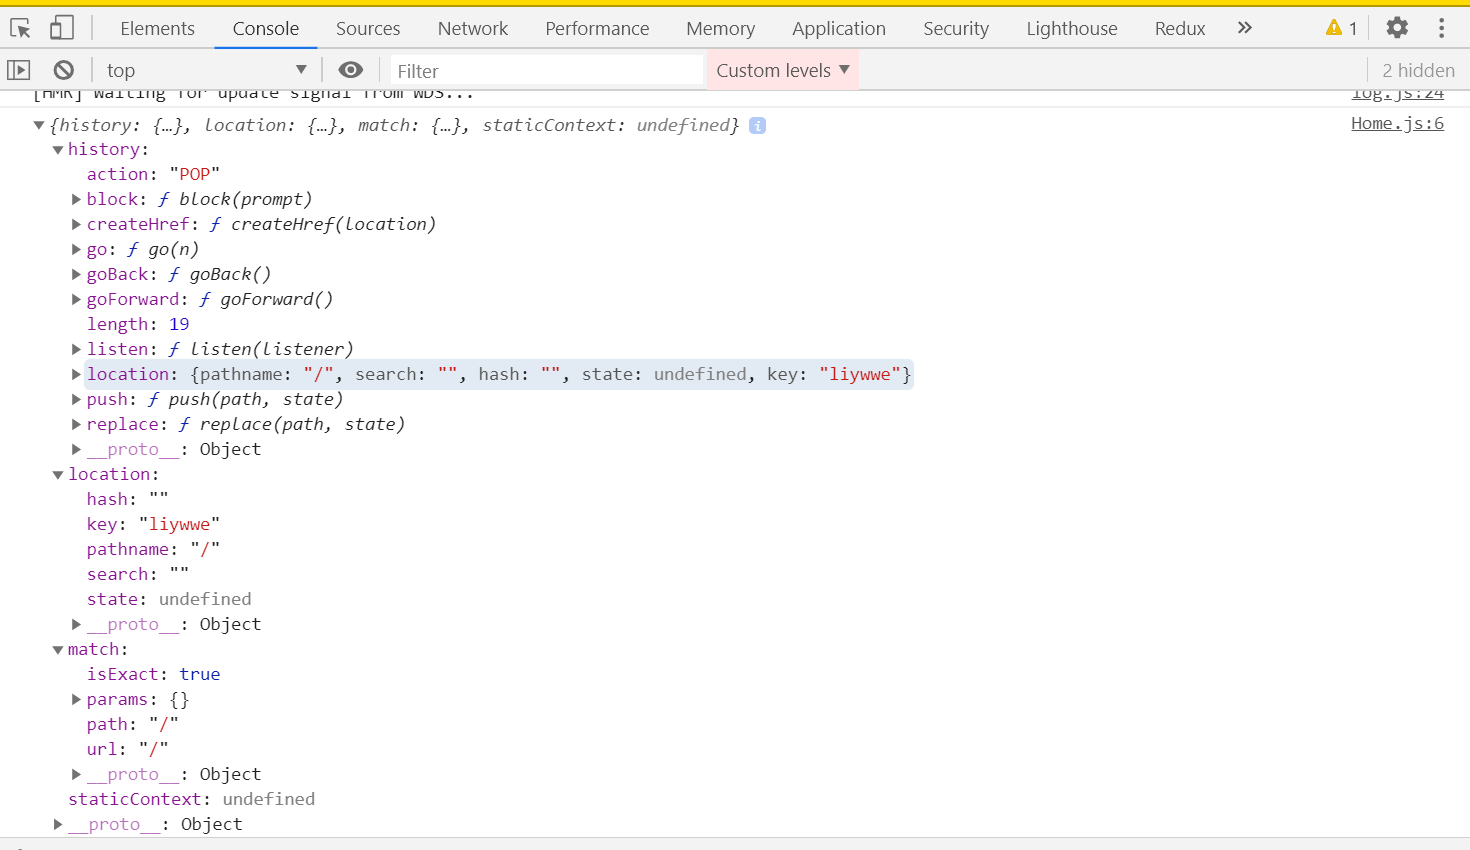 Elements Console Sources Network Performance Memory Application Security Lighthouse Redux » 1
top ▼ Filter Custom levels ▼ 2 hidden
[HMR] Waiting for update signal from WDS... log.js:24
▼{history: {…}, location: {…}, match: {…}, staticContext: undefined} i Home.js:6
▼history:
action: "POP"
▶block: ƒ block(prompt)
▶createHref: ƒ createHref(location)
▶go: ƒ go(n)
▶goBack: ƒ goBack()
▶goForward: ƒ goForward()
length: 19
▶listen: ƒ listen(listener)
▶location: {pathname: "/", search: "", hash: "", state: undefined, key: "liywwe"}
▶push: ƒ push(path, state)
▶replace: ƒ replace(path, state)
▶__proto__: Object
▼location:
hash: ""
key: "liywwe"
pathname: "/"
search: ""
state: undefined
▶__proto__: Object
▼match:
isExact: true
▶params: {}
path: "/"
url: "/"
▶__proto__: Object
staticContext: undefined
▶__proto__: Object